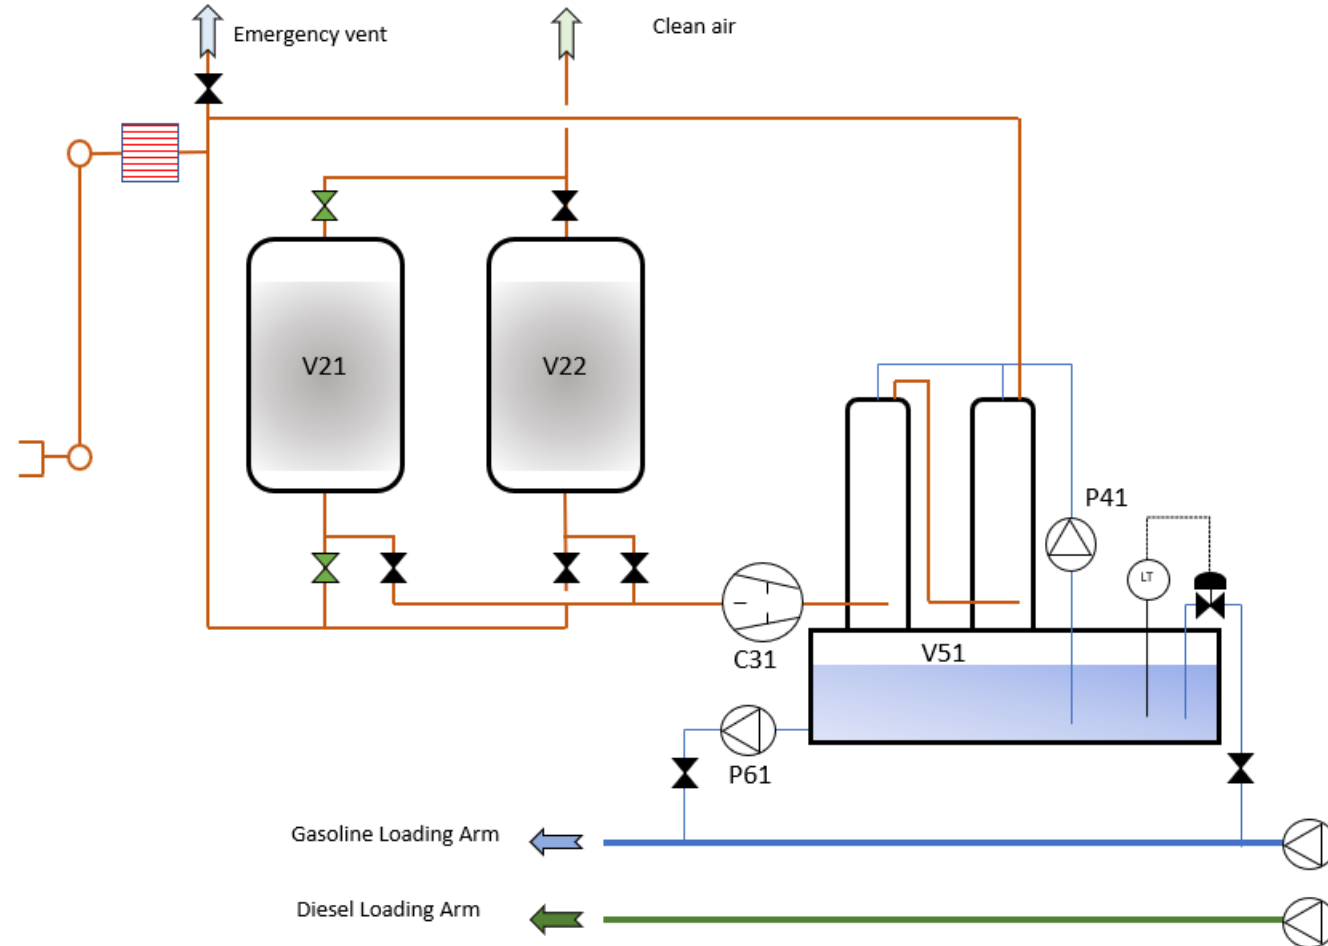 Emergency vent
Clean air
V21
V22
P41
LT
C31
V51
P61
Gasoline Loading Arm
Diesel Loading Arm